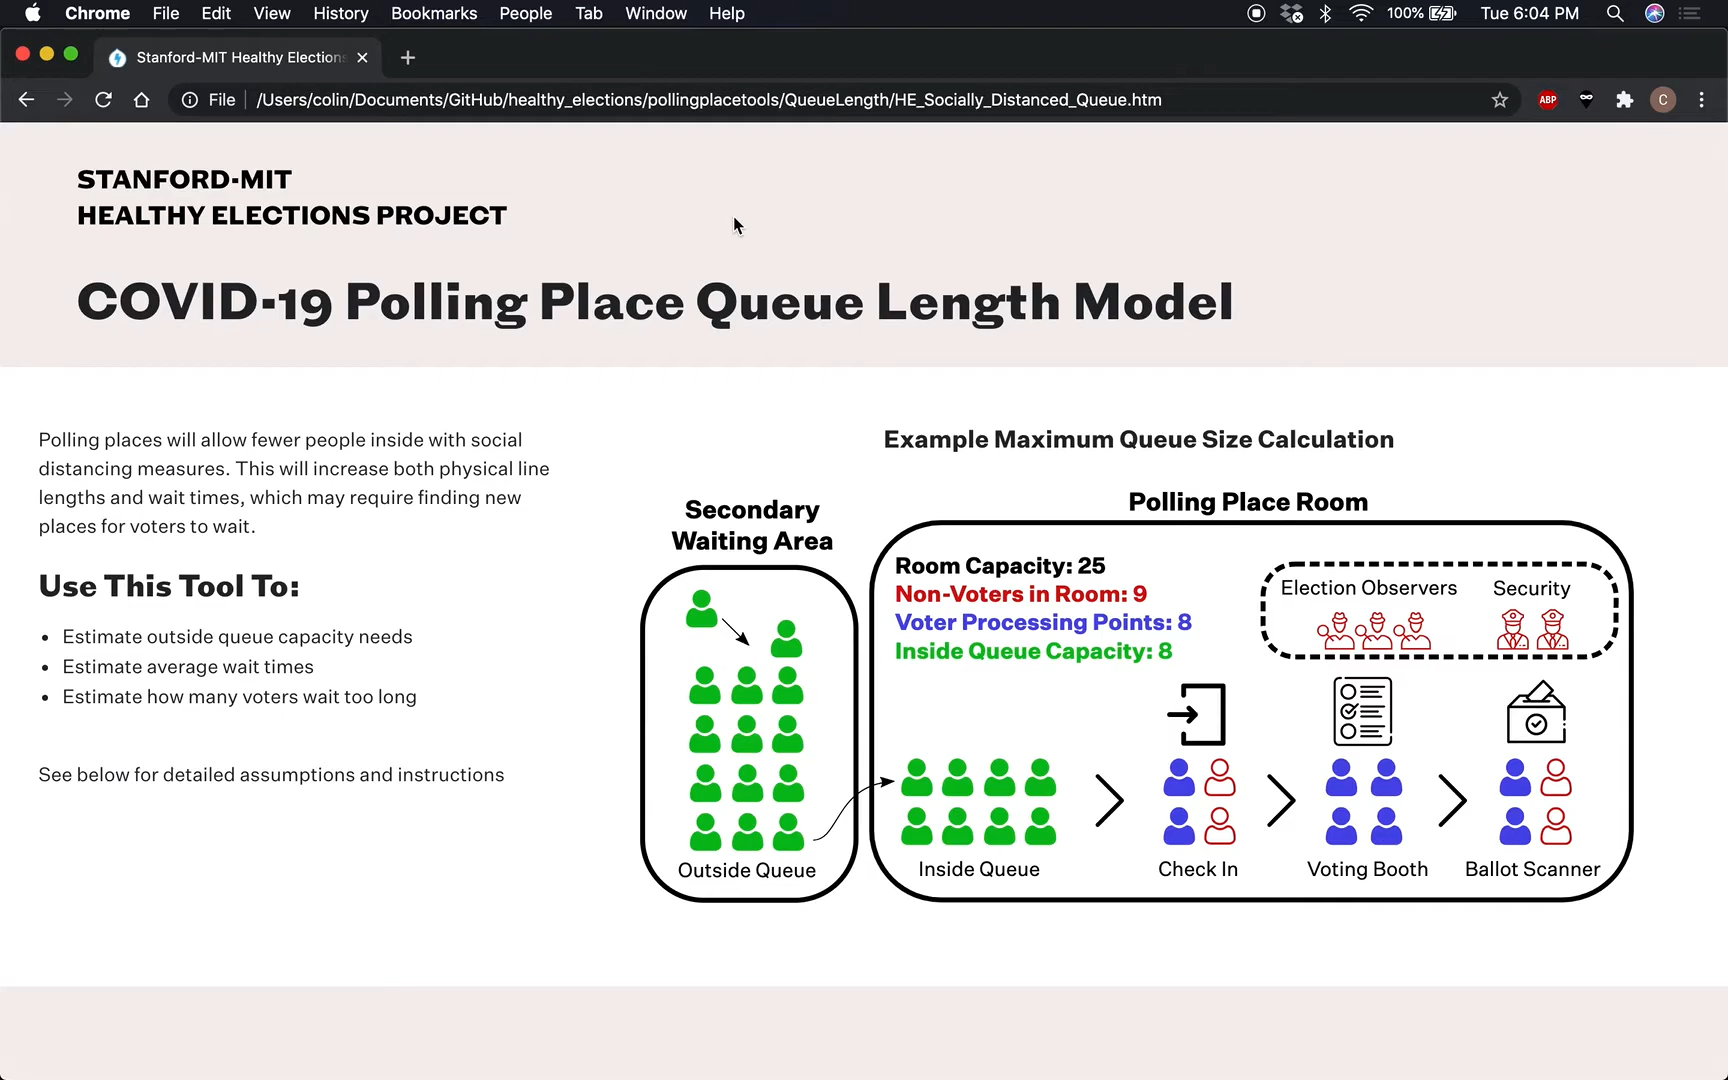 Chrome File Edit View History Bookmarks People Tab Window Help 100% Tue 6:04 PM
Stanford-MIT Healthy Elections
File /Users/colin/Documents/GitHub/healthy_elections/pollingplacetools/QueueLength/HE_Socially_Distanced_Queue.htm ABP C
STANFORD-MIT
HEALTHY ELECTIONS PROJECT
COVID-19 Polling Place Queue Length Model
Polling places will allow fewer people inside with social
distancing measures. This will increase both physical line
lengths and wait times, which may require finding new
places for voters to wait.
Use This Tool To:
• Estimate outside queue capacity needs
• Estimate average wait times
• Estimate how many voters wait too long
See below for detailed assumptions and instructions
Example Maximum Queue Size Calculation
Secondary
Waiting Area
Outside Queue
Polling Place Room
Room Capacity: 25
Non-Voters in Room: 9
Voter Processing Points: 8
Inside Queue Capacity: 8
Election Observers
Security
Inside Queue
Check In
Voting Booth
Ballot Scanner